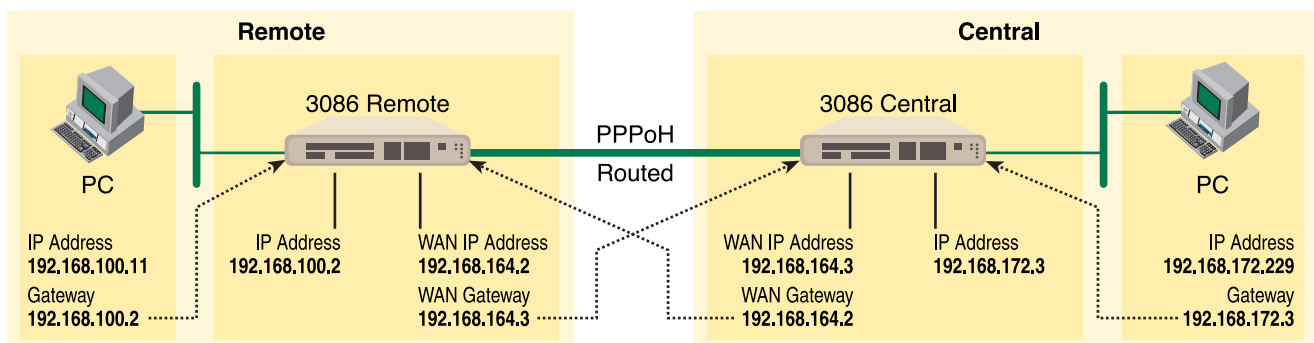 Remote
Central
3086 Remote
3086 Central
PPPoH
Routed
PC
PC
IP Address
192.168.100.11
Gateway
192.168.100.2
IP Address
192.168.100.2
WAN IP Address
192.168.164.2
WAN Gateway
192.168.164.3
WAN IP Address
192.168.164.3
WAN Gateway
192.168.164.2
IP Address
192.168.172.3
IP Address
192.168.172.229
Gateway
192.168.172.3